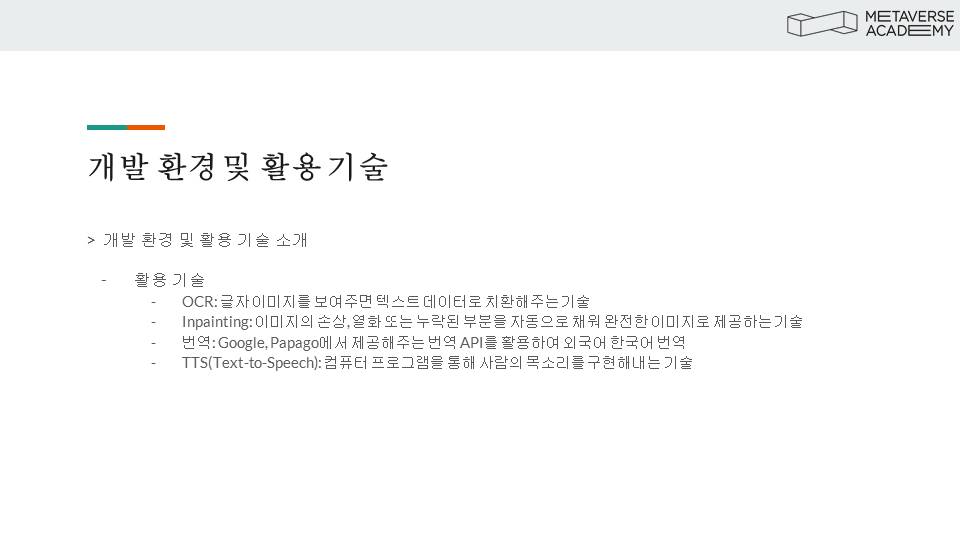 METAVERSE
ACADEMY
개발 환경 및 활용 기술
> 개발 환경 및 활용 기술 소개
- 활용 기술
- OCR: 글자 이미지를 보여주면 텍스트 데이터로 치환해주는 기술
- Inpainting: 이미지의 손상, 열화 또는 누락된 부분을 자동으로 채워 완전한 이미지로 제공하는 기술
- 번역: Google, Papago에서 제공해주는 번역 API를 활용하여 외국어 한국어 번역
- TTS(Text-to-Speech): 컴퓨터 프로그램을 통해 사람의 목소리를 구현해내는 기술